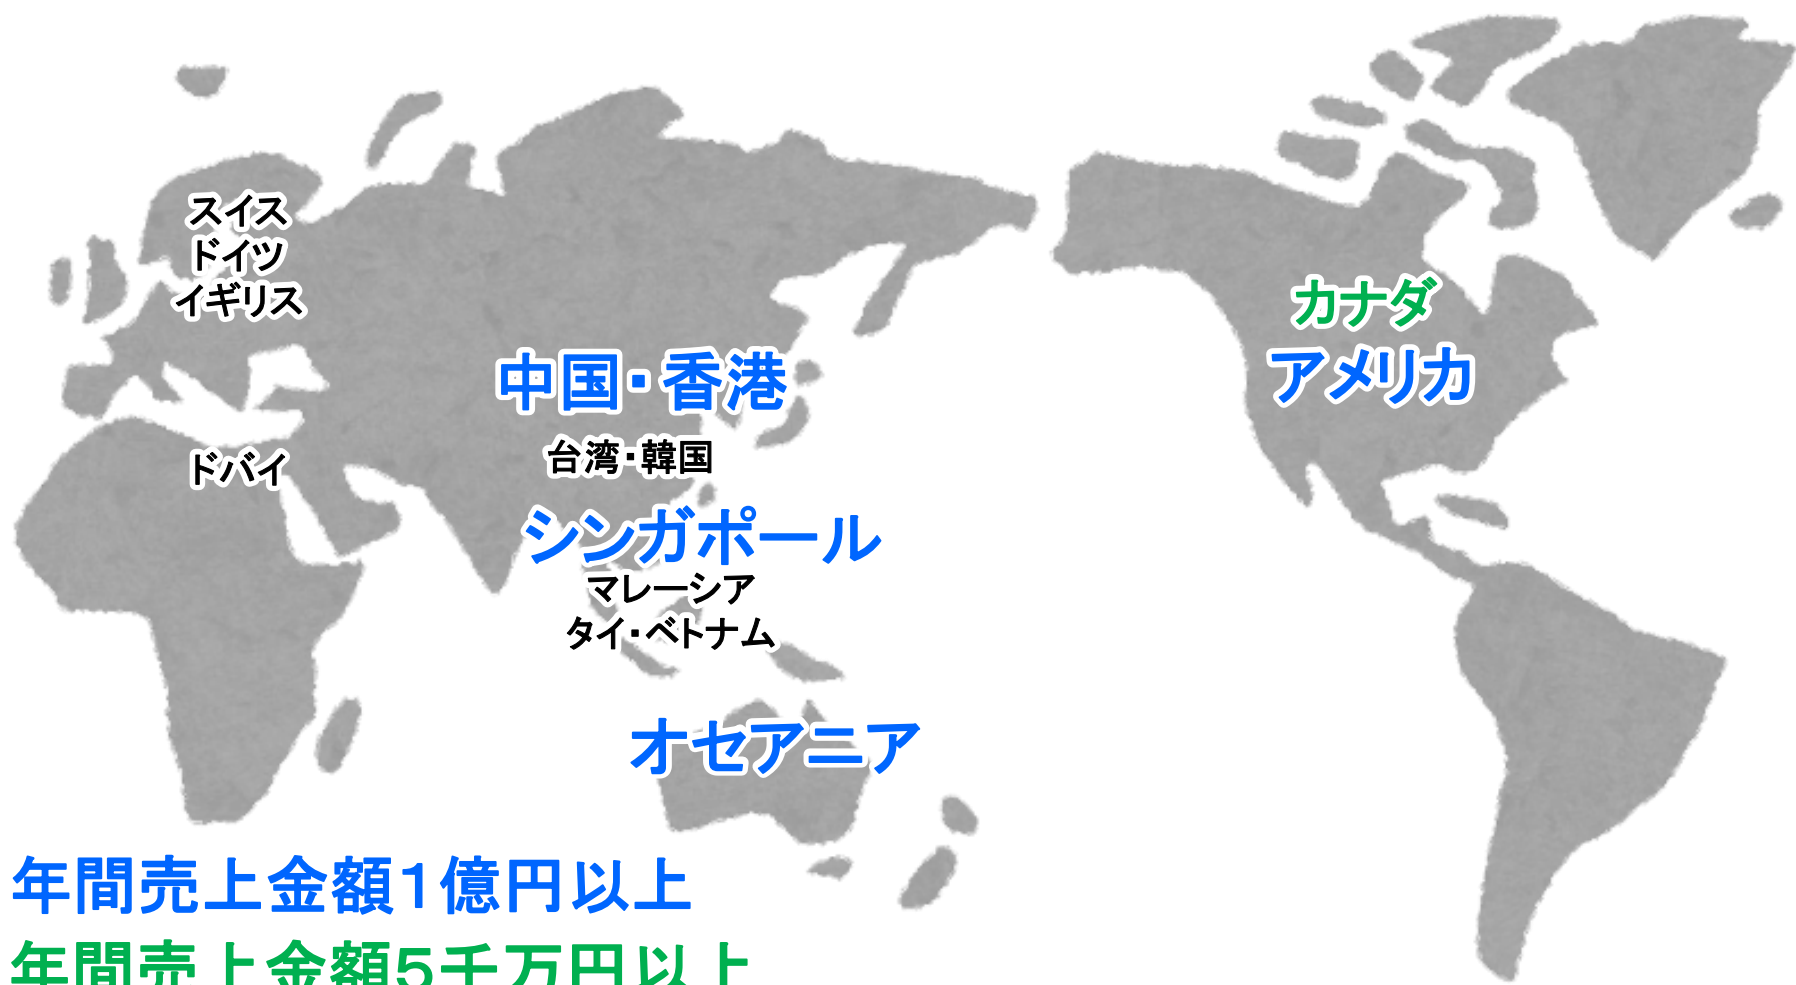 スイス
ドイツ
イギリス
カナダ
アメリカ
中国・香港
台湾・韓国
ドバイ
シンガポール
マレーシア
タイ・ベトナム
オセアニア
年間売上金額1億円以上
年間売上金額5千万円以上